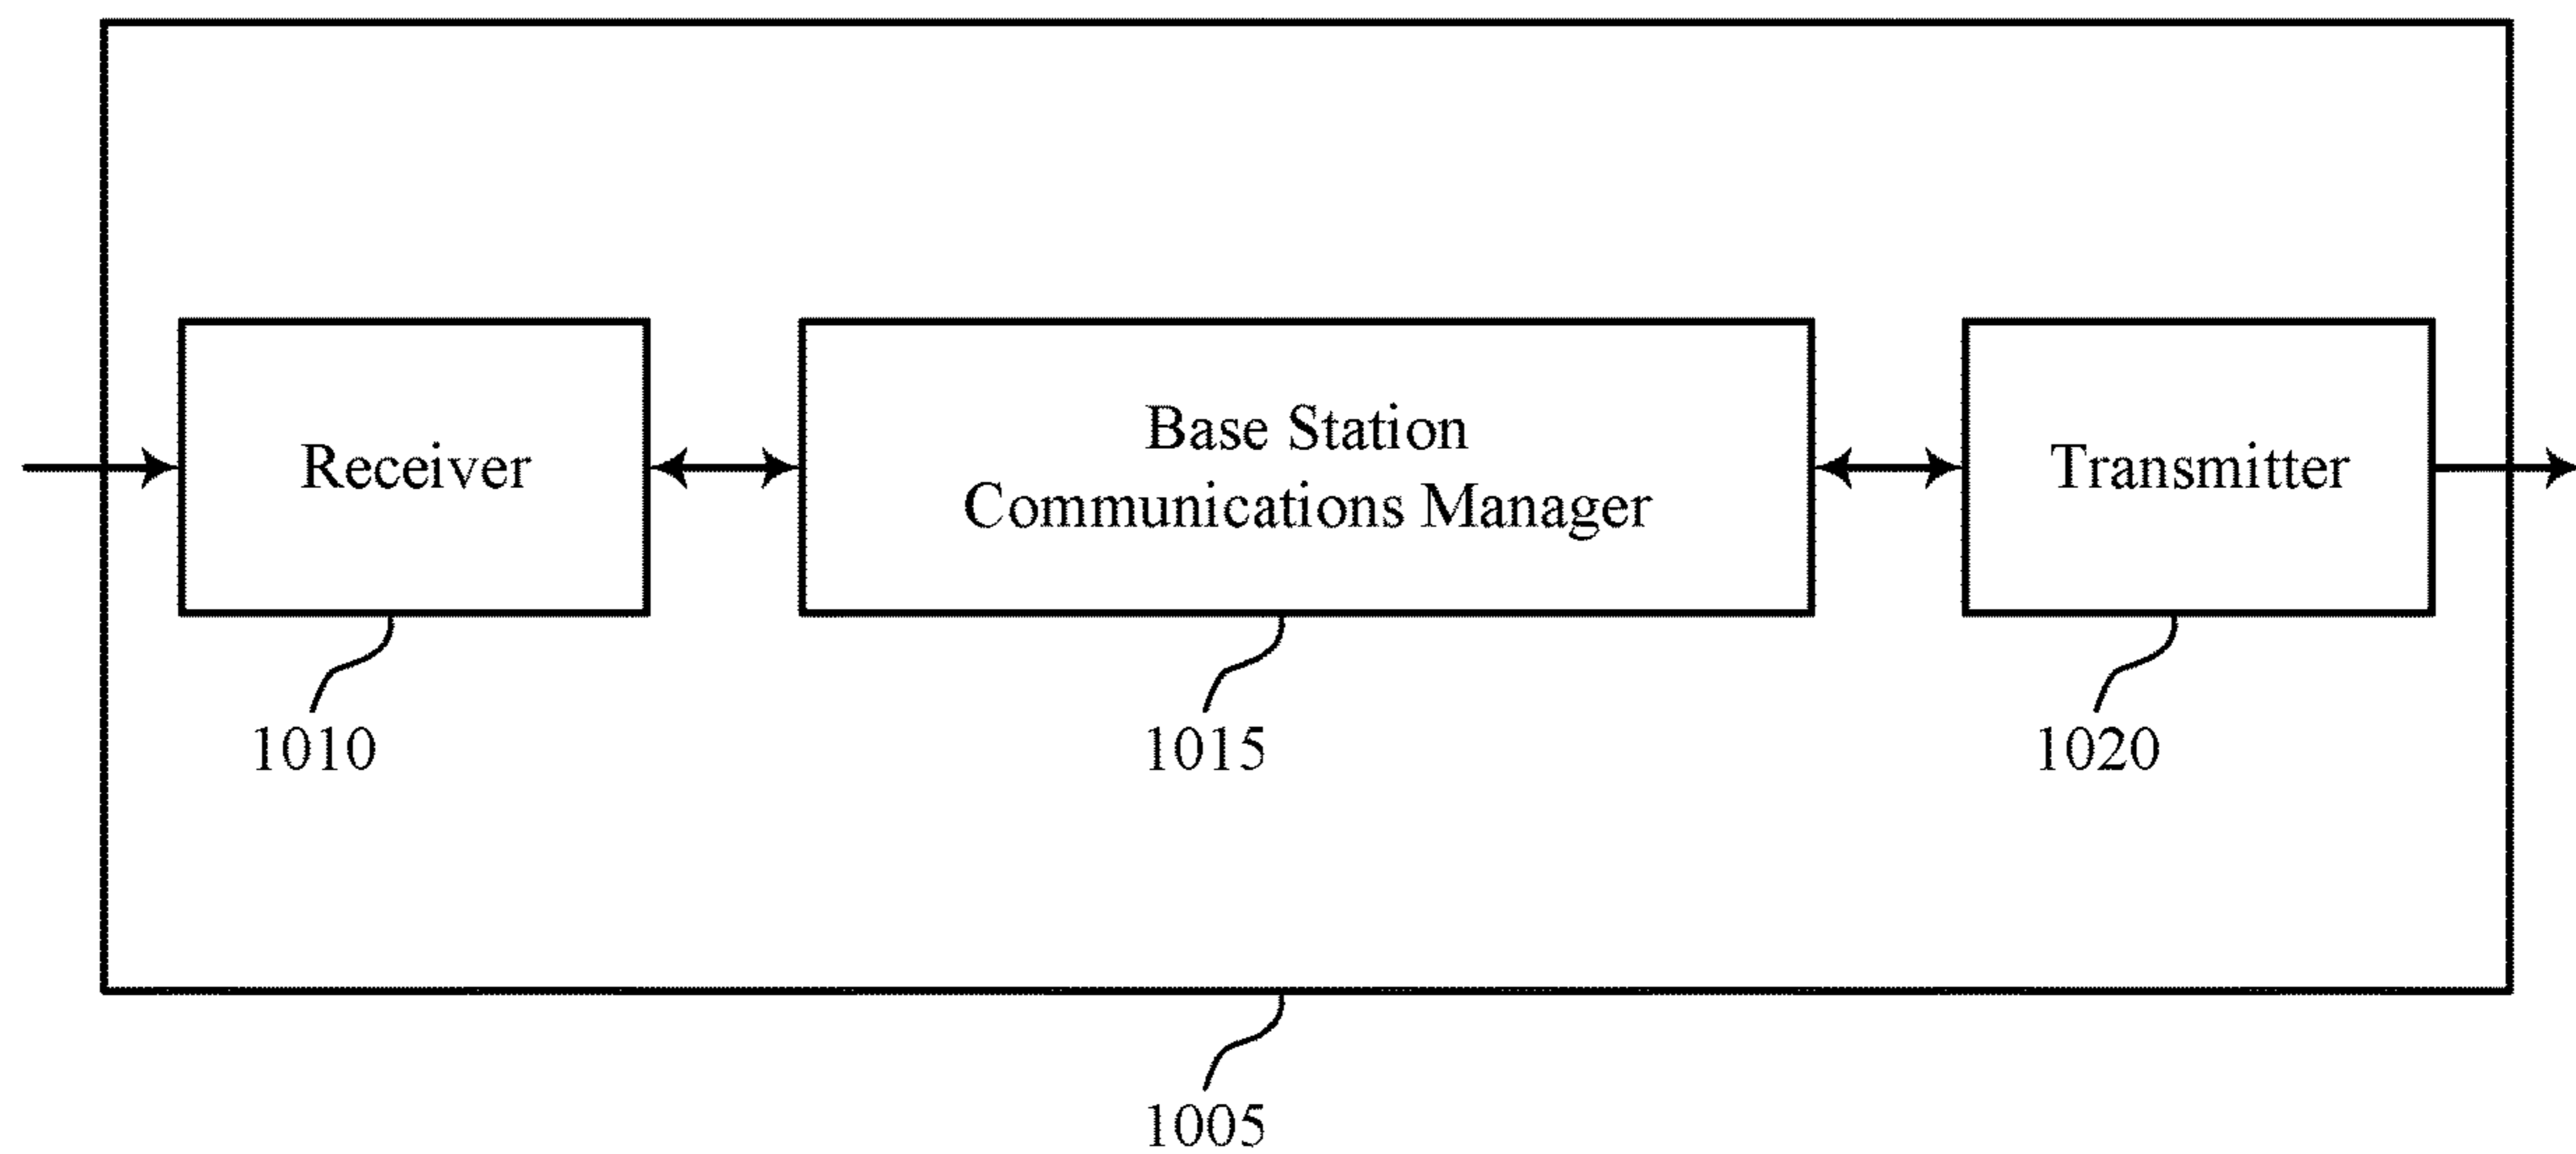 Receiver
Base Station
Communications Manager
Transmitter
1010
1015
1020
1005